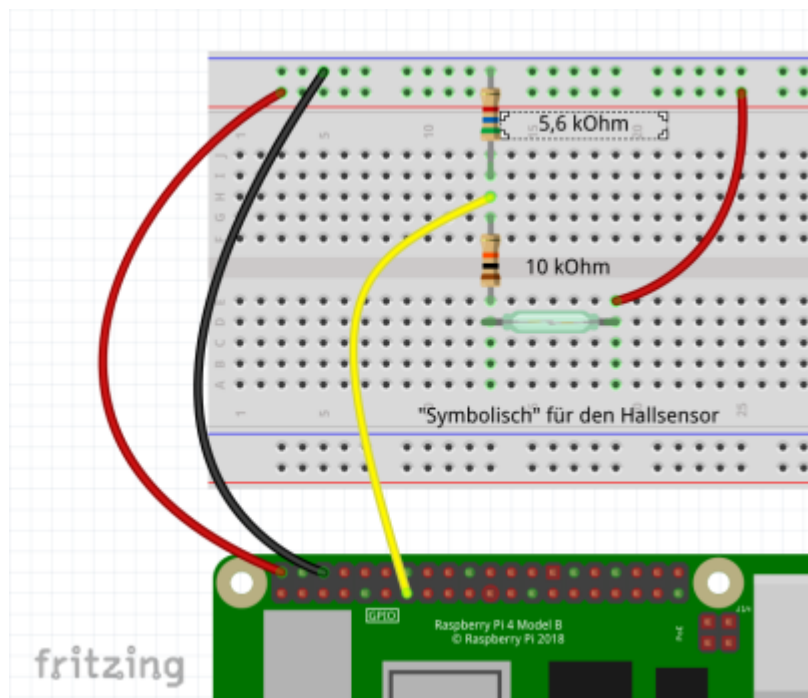 5,6 kOhm
10 kOhm
"Symbolisch" für den Hallsensor
GPIO
Raspberry Pi 4 Model B
© Raspberry Pi 2018
fritzing